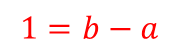 1 = b − a